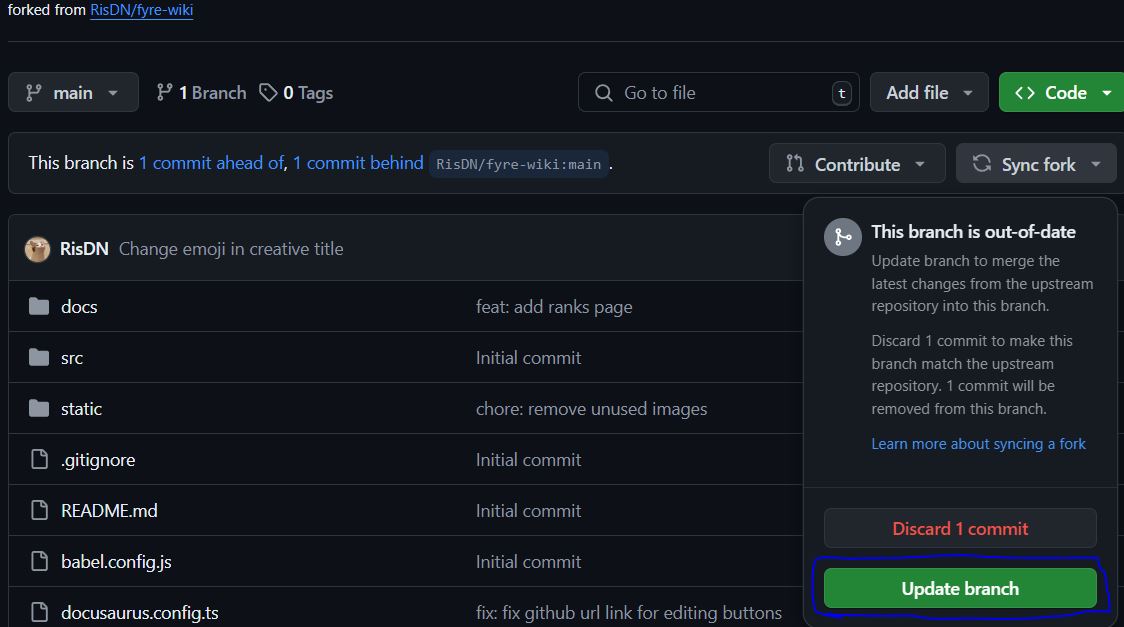 forked from RisDN/fyre-wiki
main 1 Branch 0 Tags Go to file t Add file Code
This branch is 1 commit ahead of, 1 commit behind RisDN/fyre-wiki:main . Contribute Sync fork
RisDN Change emoji in creative title
docs feat: add ranks page
src Initial commit
static chore: remove unused images
.gitignore Initial commit
README.md Initial commit
babel.config.js Initial commit
docusaurus.config.ts fix: fix github url link for editing buttons
This branch is out-of-date
Update branch to merge the
latest changes from the upstream
repository into this branch.
Discard 1 commit to make this
branch match the upstream
repository. 1 commit will be
removed from this branch.
Learn more about syncing a fork
Discard 1 commit
Update branch